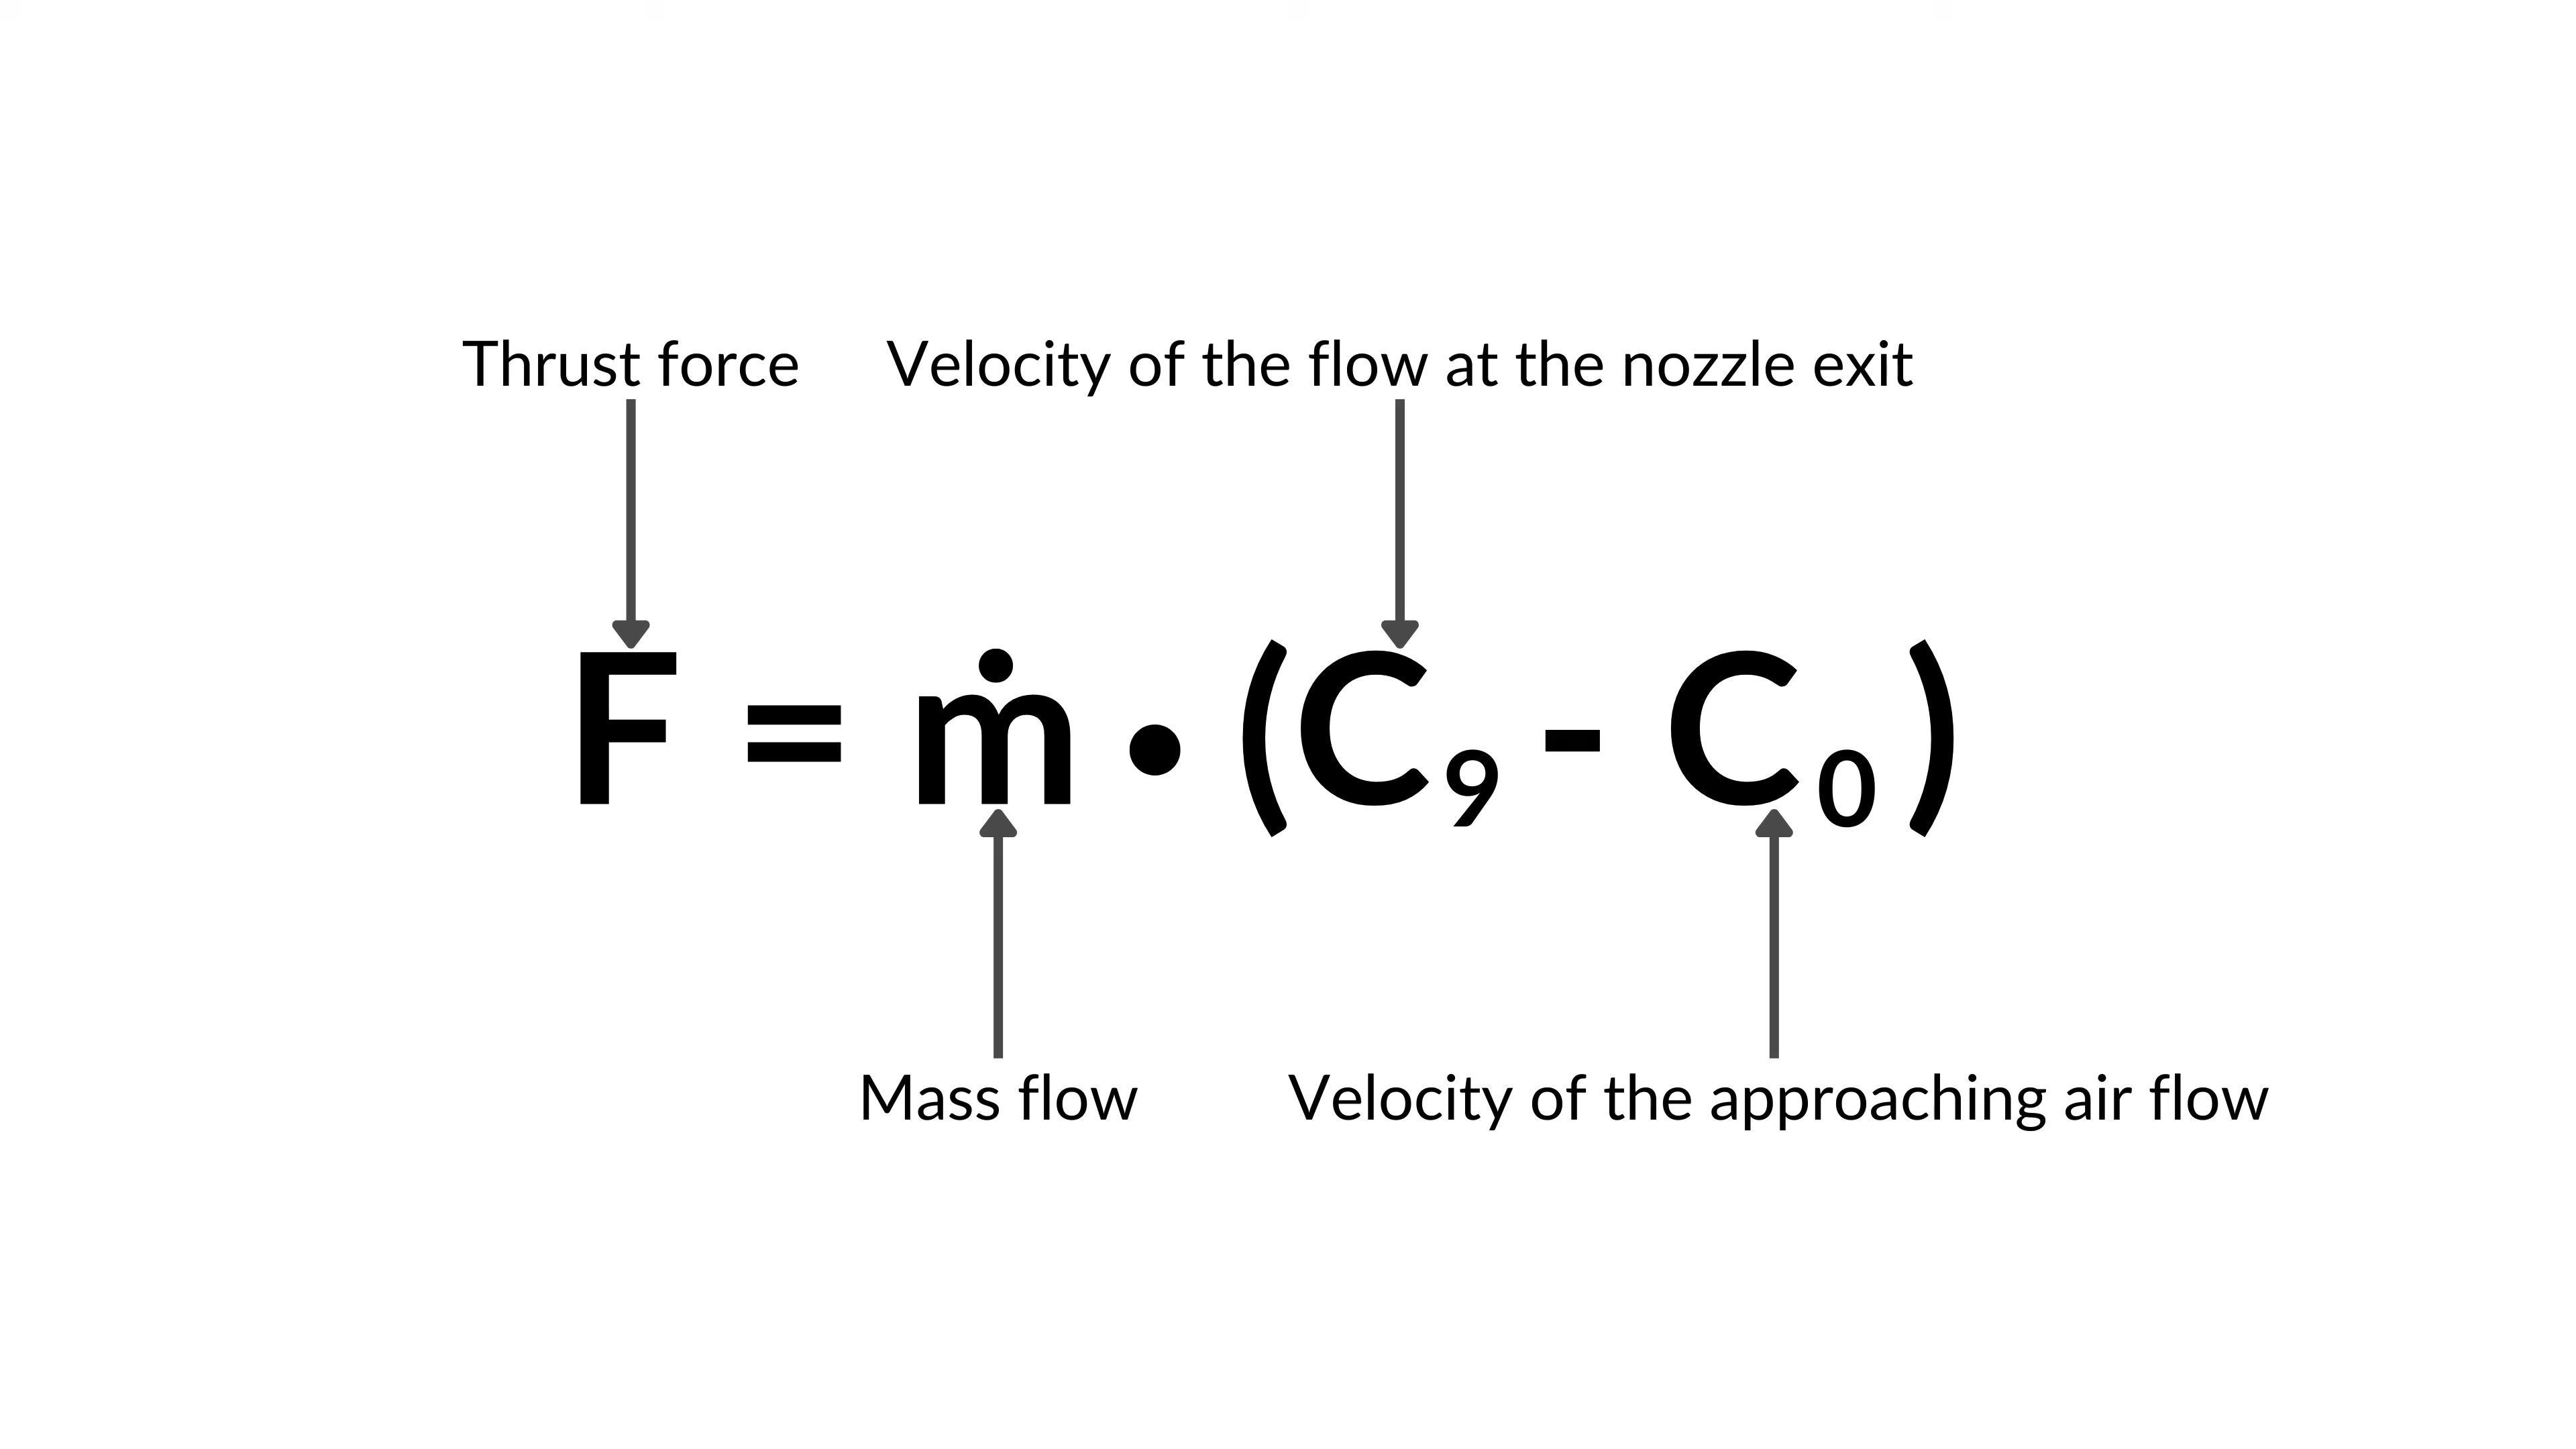 Thrust force
Velocity of the flow at the nozzle exit
F = ṁ • (C₉ - C₀ )
Mass flow
Velocity of the approaching air flow